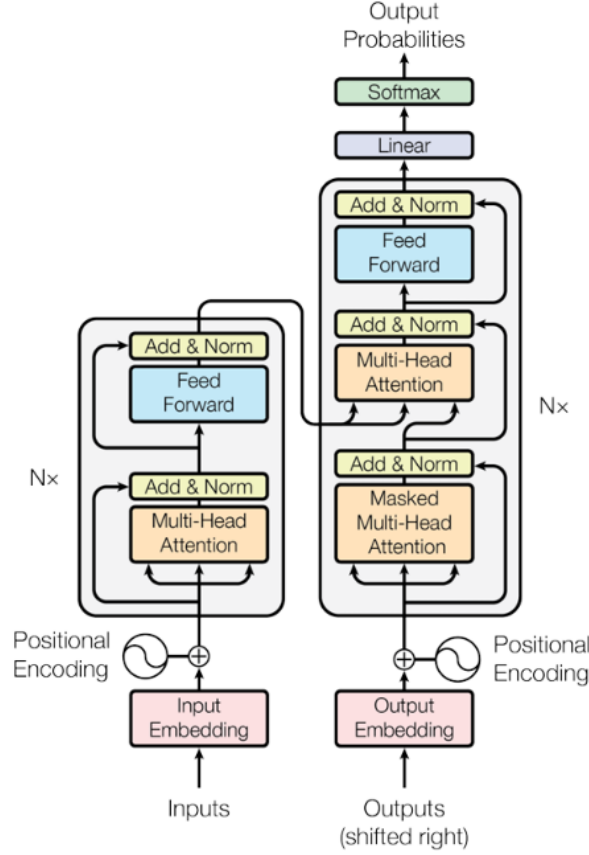 Output
Probabilities
Softmax
Linear
Add & Norm
Feed
Forward
Add & Norm
Multi-Head
Attention
Add & Norm
Masked
Multi-Head
Attention
N×
Positional
Encoding
Output
Embedding
Outputs
(shifted right)
Add & Norm
Feed
Forward
Add & Norm
Multi-Head
Attention
N×
Positional
Encoding
Input
Embedding
Inputs